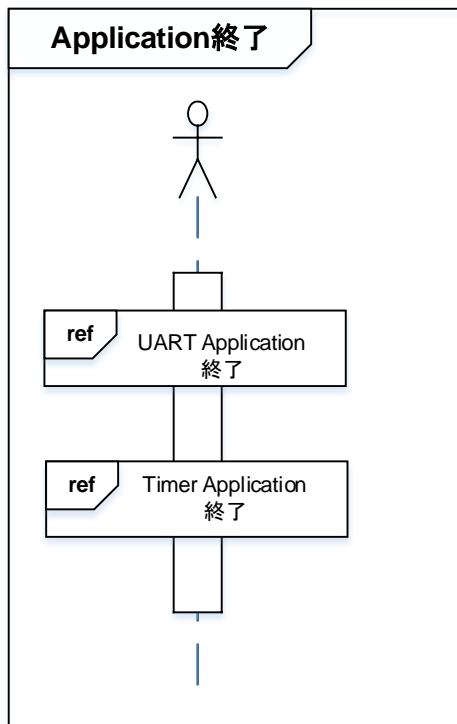 Application終了
ref
UART Application
終了
ref
Timer Application
終了